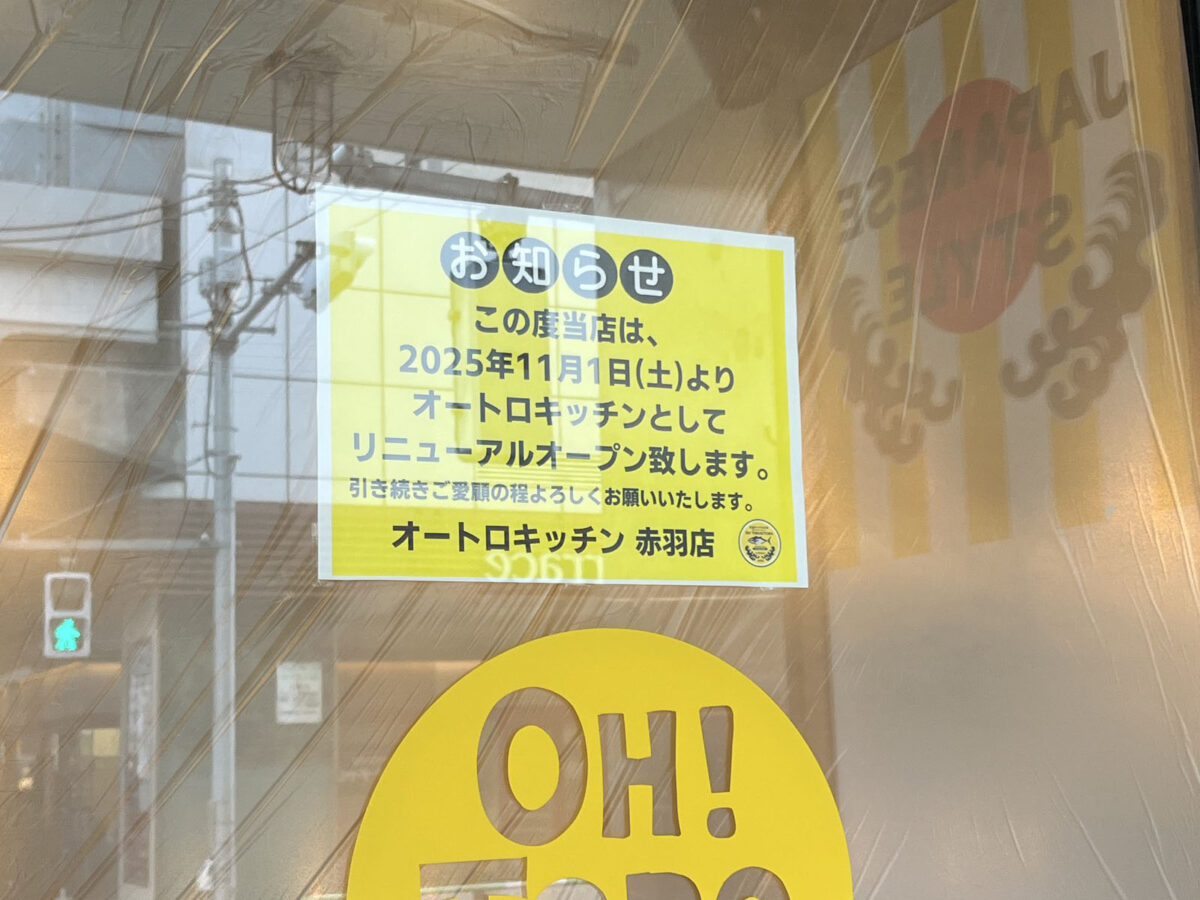 お知らせ
この度当店は、
2025年11月1日(土)より
オートロキッチンとして
リニューアルオープン致します。
引き続きご愛顧の程よろしくお願いいたします。
オートロキッチン 赤羽店
JAPANESE
STYLE
OH!